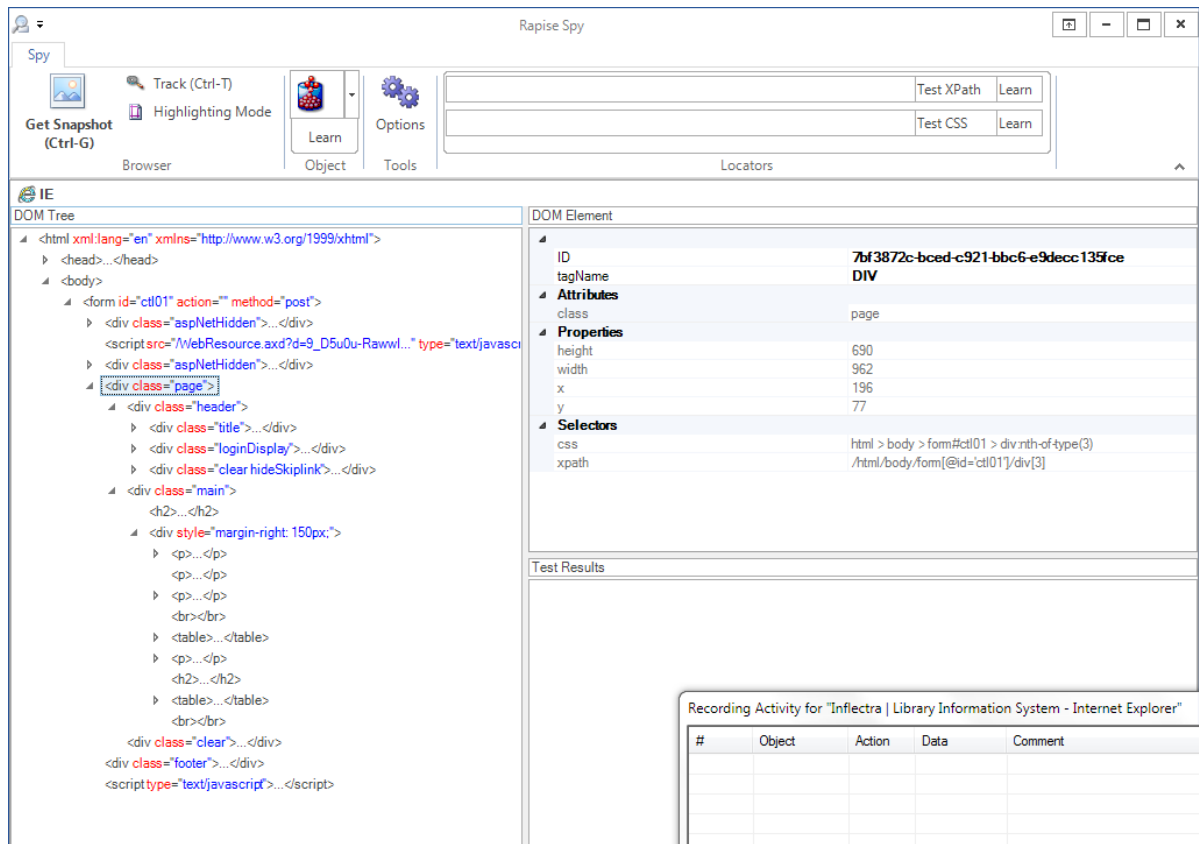 Rapise Spy
Spy
Get Snapshot
(Ctrl-G)
Track (Ctrl-T)
Highlighting Mode
Browser
Learn
Object
Options
Tools
Test XPath Learn
Test CSS Learn
Locators
IE
DOM Tree
<html xml:lang="en" xmlns="http://www.w3.org/1999/xhtml">
<head>...</head>
<body>
<form id="ctl01" action="" method="post">
<div class="aspNetHidden">...</div>
<script src="/WebResource.axd?d=9_D5u0u-RawwI..." type="text/javascr
<div class="aspNetHidden">...</div>
<div class="page">
<div class="header">
<div class="title">...</div>
<div class="loginDisplay">...</div>
<div class="clear hideSkiplink">...</div>
<div class="main">
<h2>...</h2>
<div style="margin-right: 150px;">
<p>...</p>
<p>...</p>
<p>...</p>
<br></br>
<table>...</table>
<p>...</p>
<h2>...</h2>
<table>...</table>
<br></br>
<div class="clear">...</div>
<div class="footer">...</div>
<script type="text/javascript">...</script>
DOM Element
ID 7bf3872c-bced-c921-bbc6-e9decc135fce
tagName DIV
Attributes
class page
Properties
height 690
width 962
x 196
y 77
Selectors
css html > body > form#ctl01 > div:nth-of-type(3)
xpath /html/body/form[@id='ctl01']/div[3]
Test Results
Recording Activity for "Inflectra | Library Information System - Internet Explorer"
# Object Action Data Comment